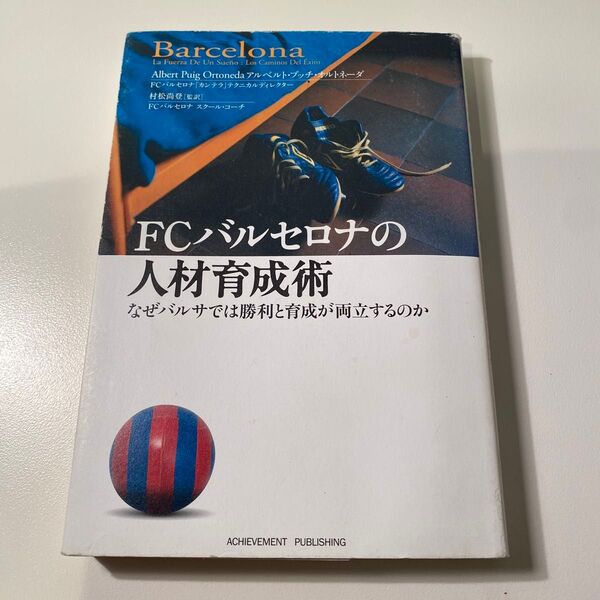 Barcelona
La Fuerza De Un Sueño : Los Caminos Del Éxito
Albert Puig Ortoneda アルベルト・プッチ・オルトネーダ
FCバルセロナ「カンテラ」テクニカルディレクター
村松尚登[監訳]
FCバルセロナ スクール・コーチ
FCバルセロナの
人材育成術
なぜバルサでは勝利と育成が両立するのか
ACHIEVEMENT PUBLISHING